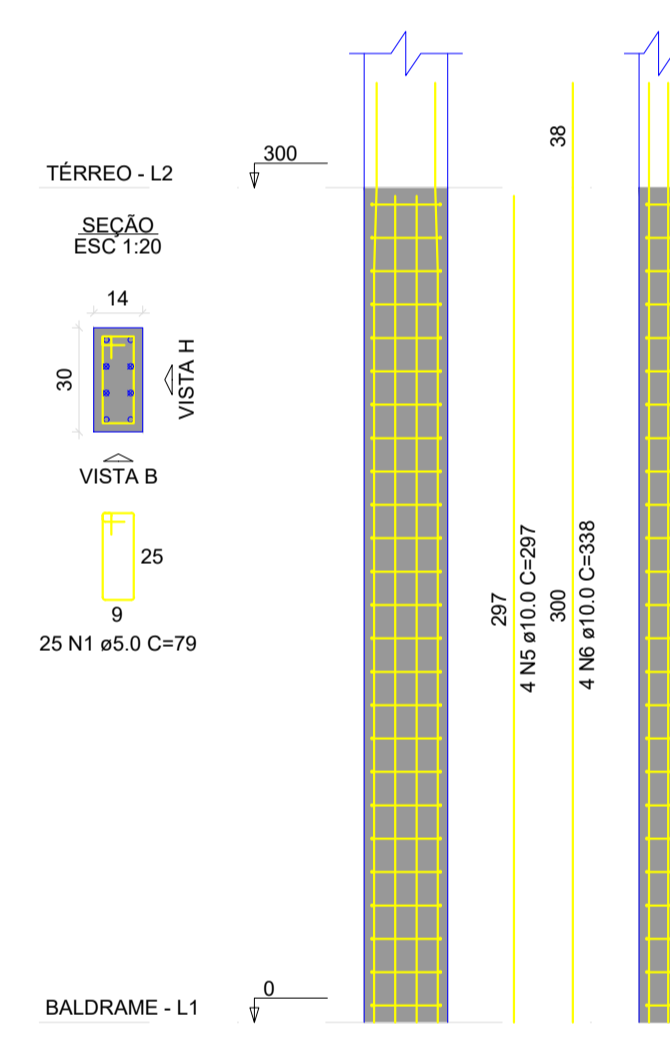 TÉRREO - L2
300
38
SEÇÃO
ESC 1:20
14
30
VISTA H
VISTA B
25
9
25 N1 ø5.0 C=79
297
4 N5 ø10.0 C=297
300
4 N6 ø10.0 C=338
BALDRAME - L1
0